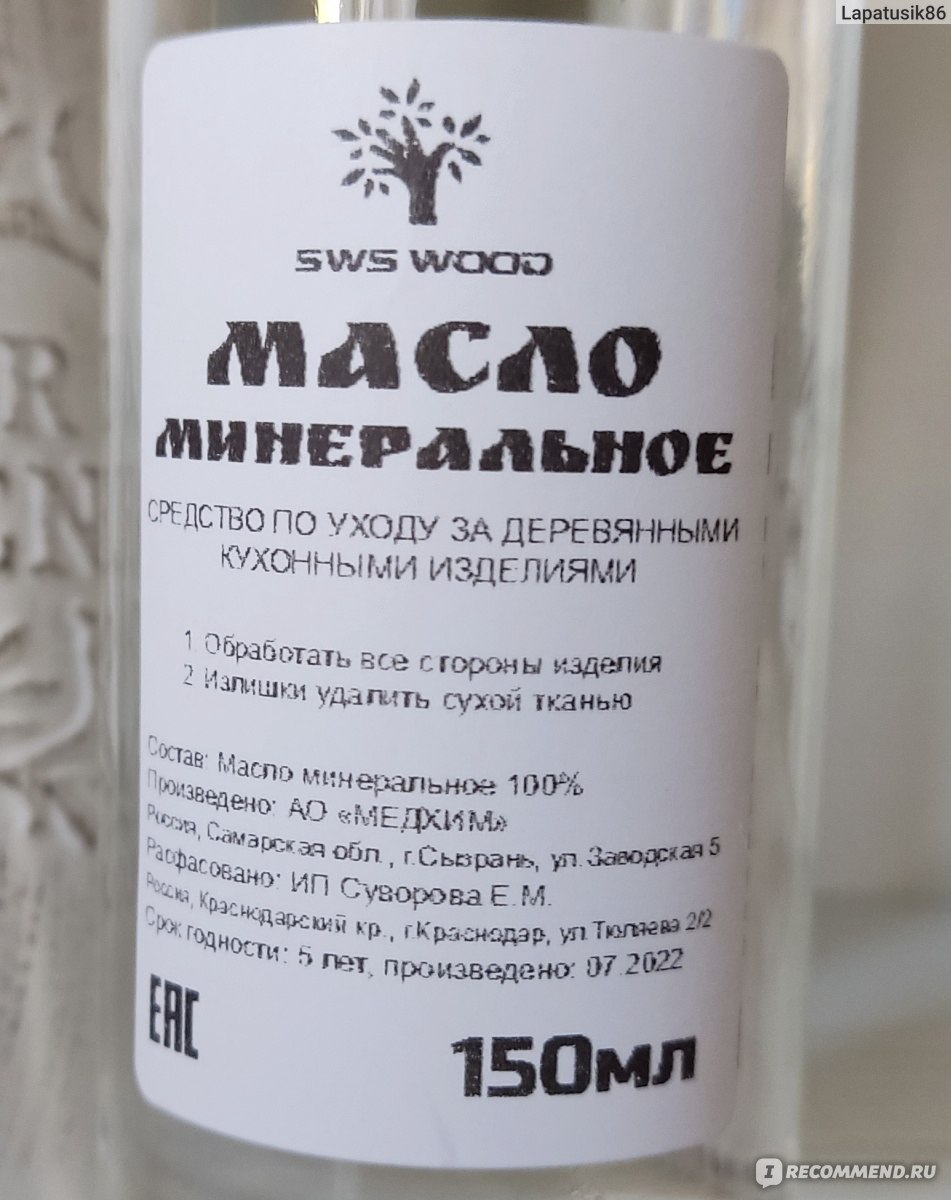 Lapatusik86
SWS WOOD
МАСЛО
МИНЕРАЛЬНОЕ
СРЕДСТВО ПО УХОДУ ЗА ДЕРЕВЯННЫМИ
КУХОННЫМИ ИЗДЕЛИЯМИ
1. Обработать все стороны изделия
2. Излишки удалить сухой тканью
Состав: Масло минеральное 100%
Произведено: АО «МЕДХИМ»
Россия, Самарская обл., г.Сызрань, ул. Заводская 5
Расфасовано: ИП Суворова Е.М.
Россия, Краснодарский кр., г.Краснодар, ул.Тюляева 2/2
Срок годности: 5 лет, произведено: 07.2022
EAC
150мл
IRECOMMEND.RU